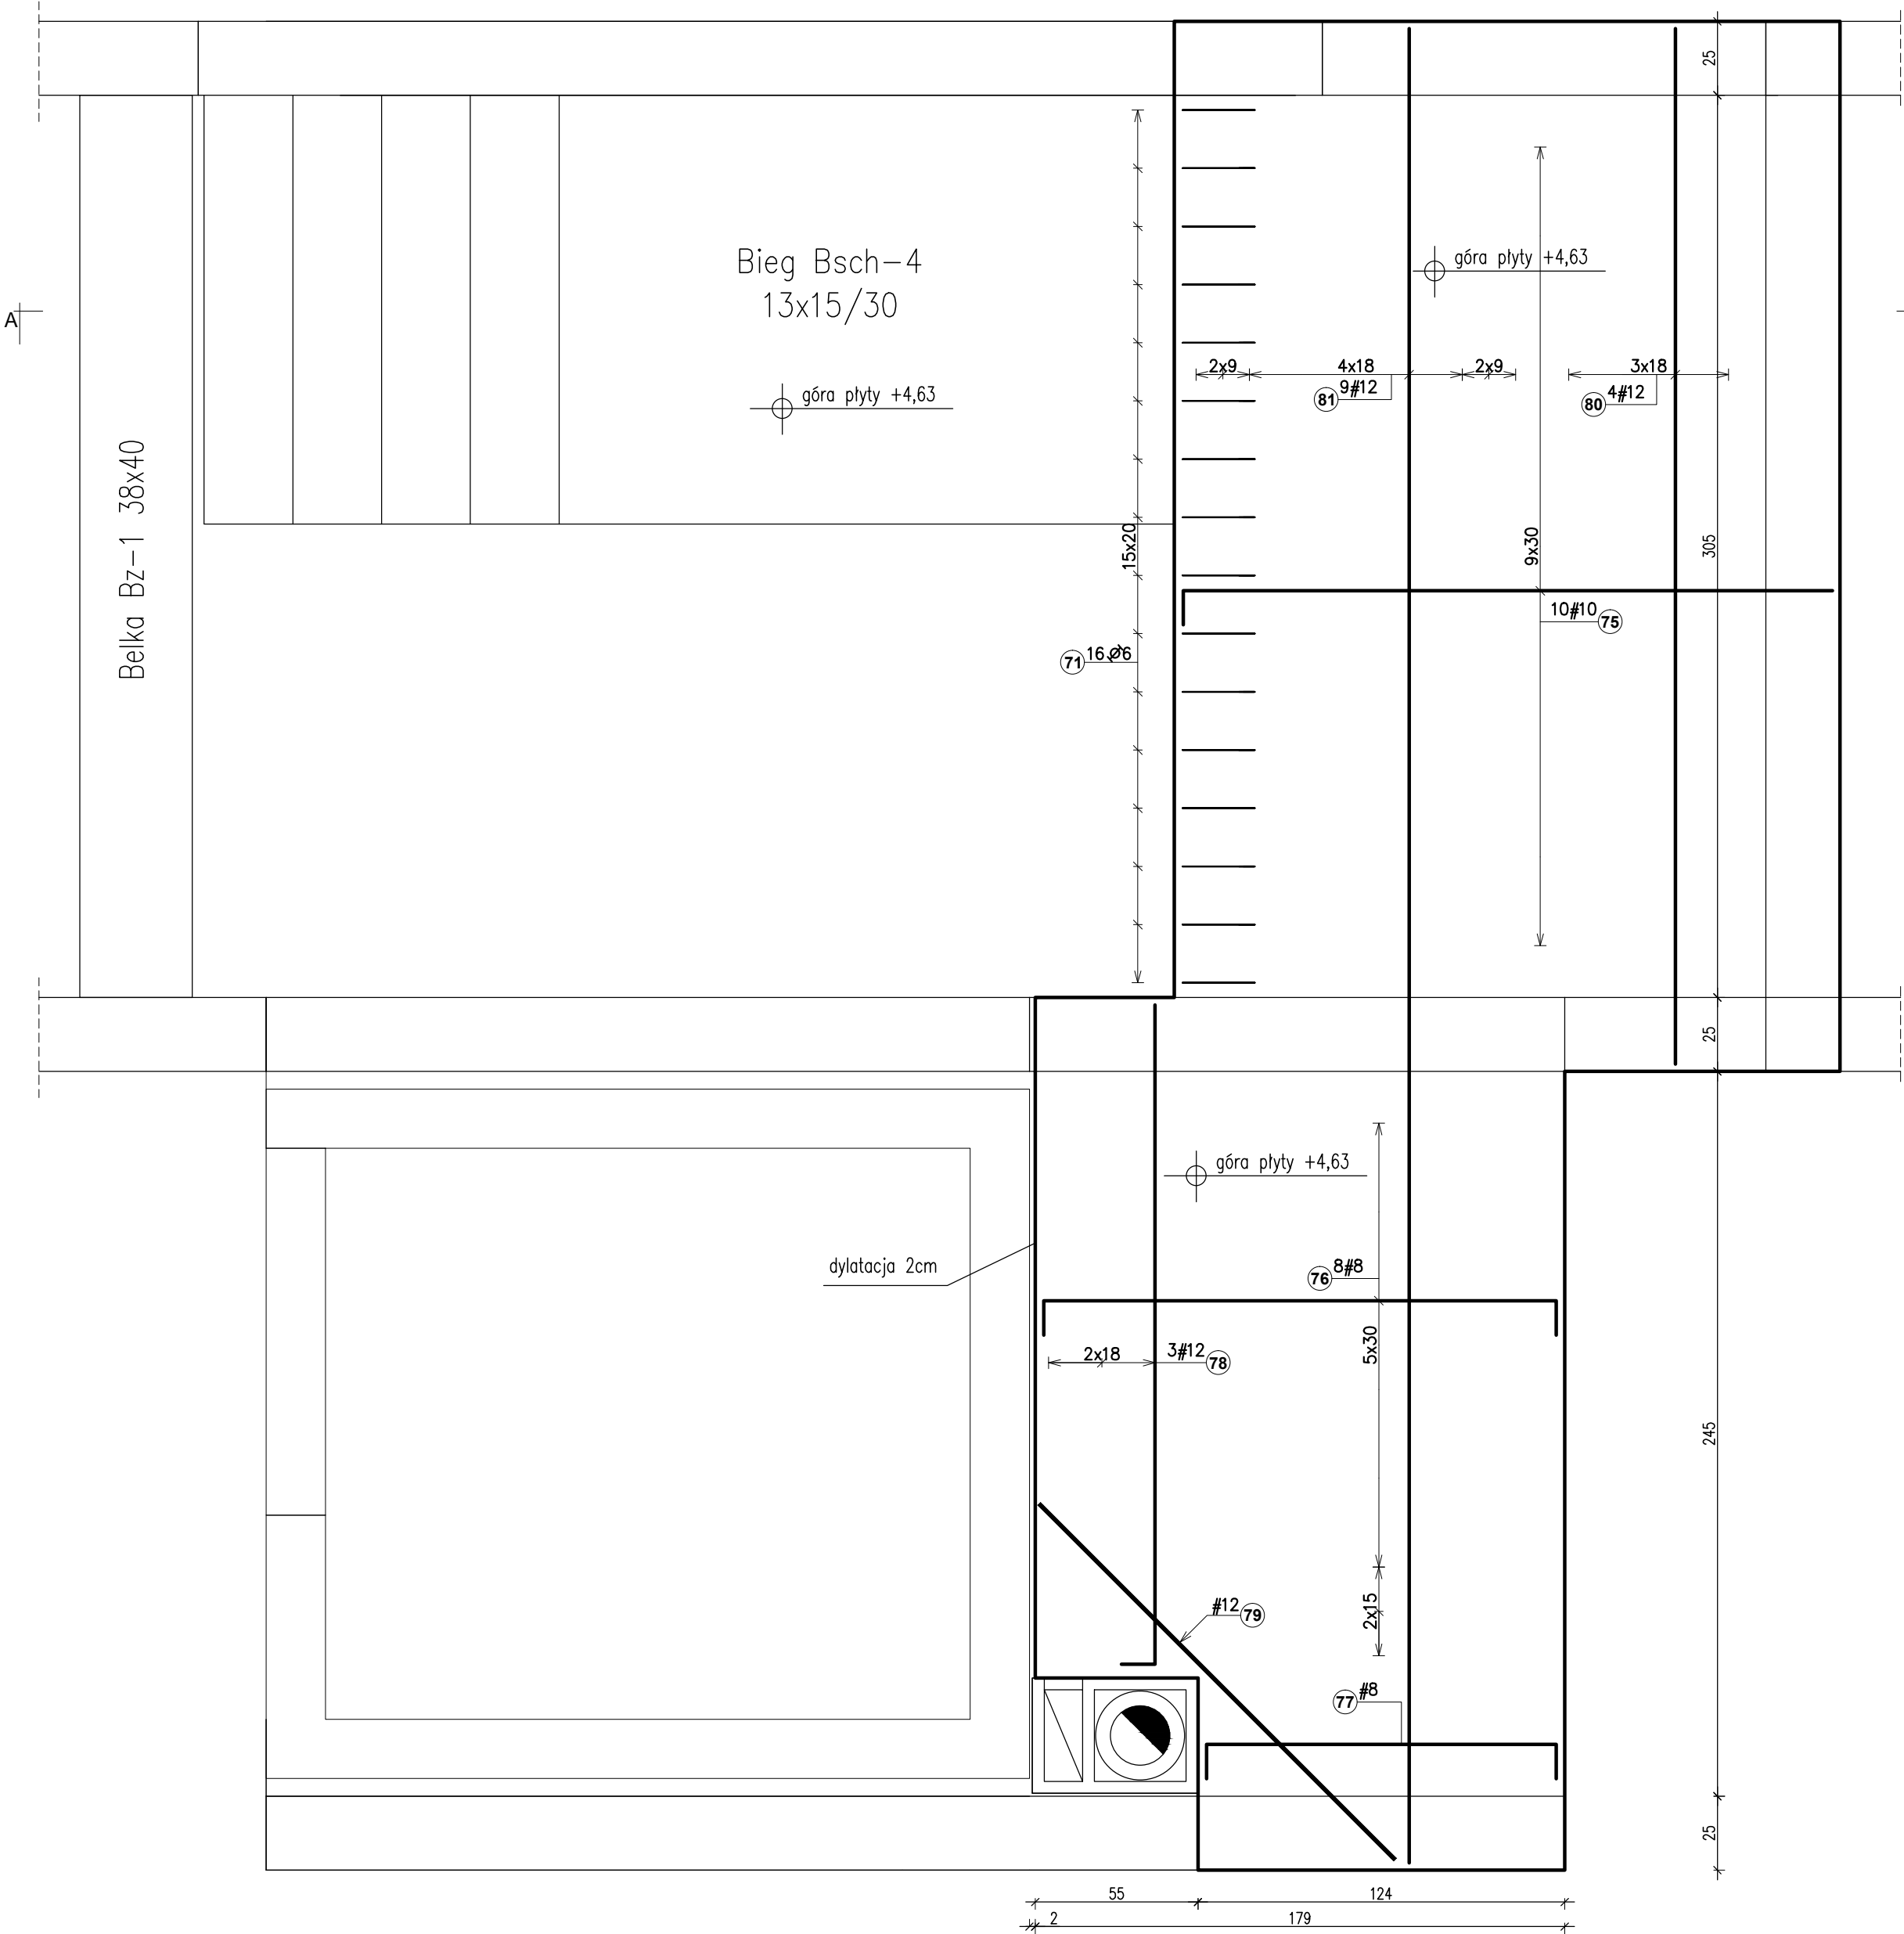 25
Bieg Bsch-4
13x15/30
góra płyty +4,63
A
2x9
4x18
2x9
3x18
81 9#12
80 4#12
góra płyty +4,63
Belka Bz-1 38x40
15x20
9x30
305
10#10 75
71 16 ø6
25
góra płyty +4,63
dylatacja 2cm
76 8#8
5x30
2x18
3#12 78
245
2x15
#12 79
77 #8
25
55
124
2
179